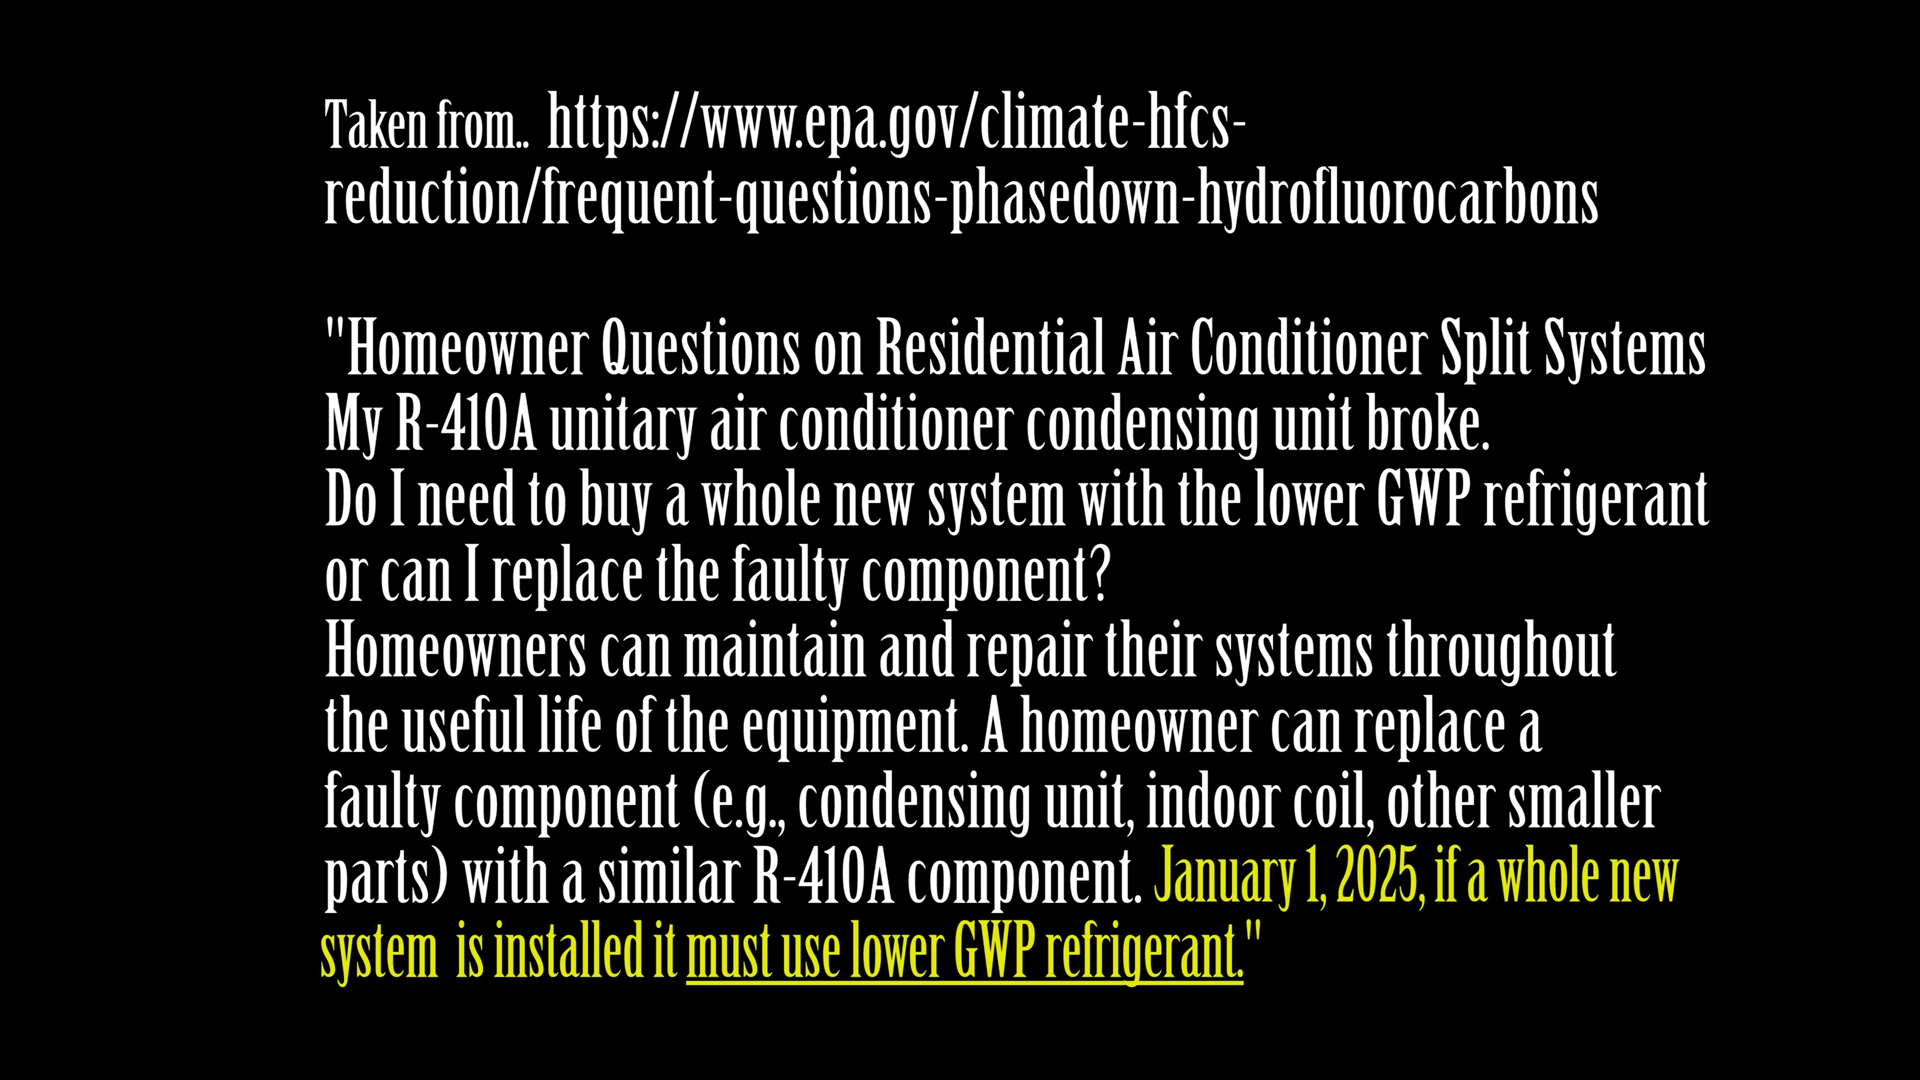 Taken from.. https://www.epa.gov/climate-hfcs-
reduction/frequent-questions-phasedown-hydrofluorocarbons
"Homeowner Questions on Residential Air Conditioner Split Systems
My R-410A unitary air conditioner condensing unit broke.
Do I need to buy a whole new system with the lower GWP refrigerant
or can I replace the faulty component?
Homeowners can maintain and repair their systems throughout
the useful life of the equipment. A homeowner can replace a
faulty component (e.g., condensing unit, indoor coil, other smaller
parts) with a similar R-410A component. January 1, 2025, if a whole new
system is installed it must use lower GWP refrigerant."